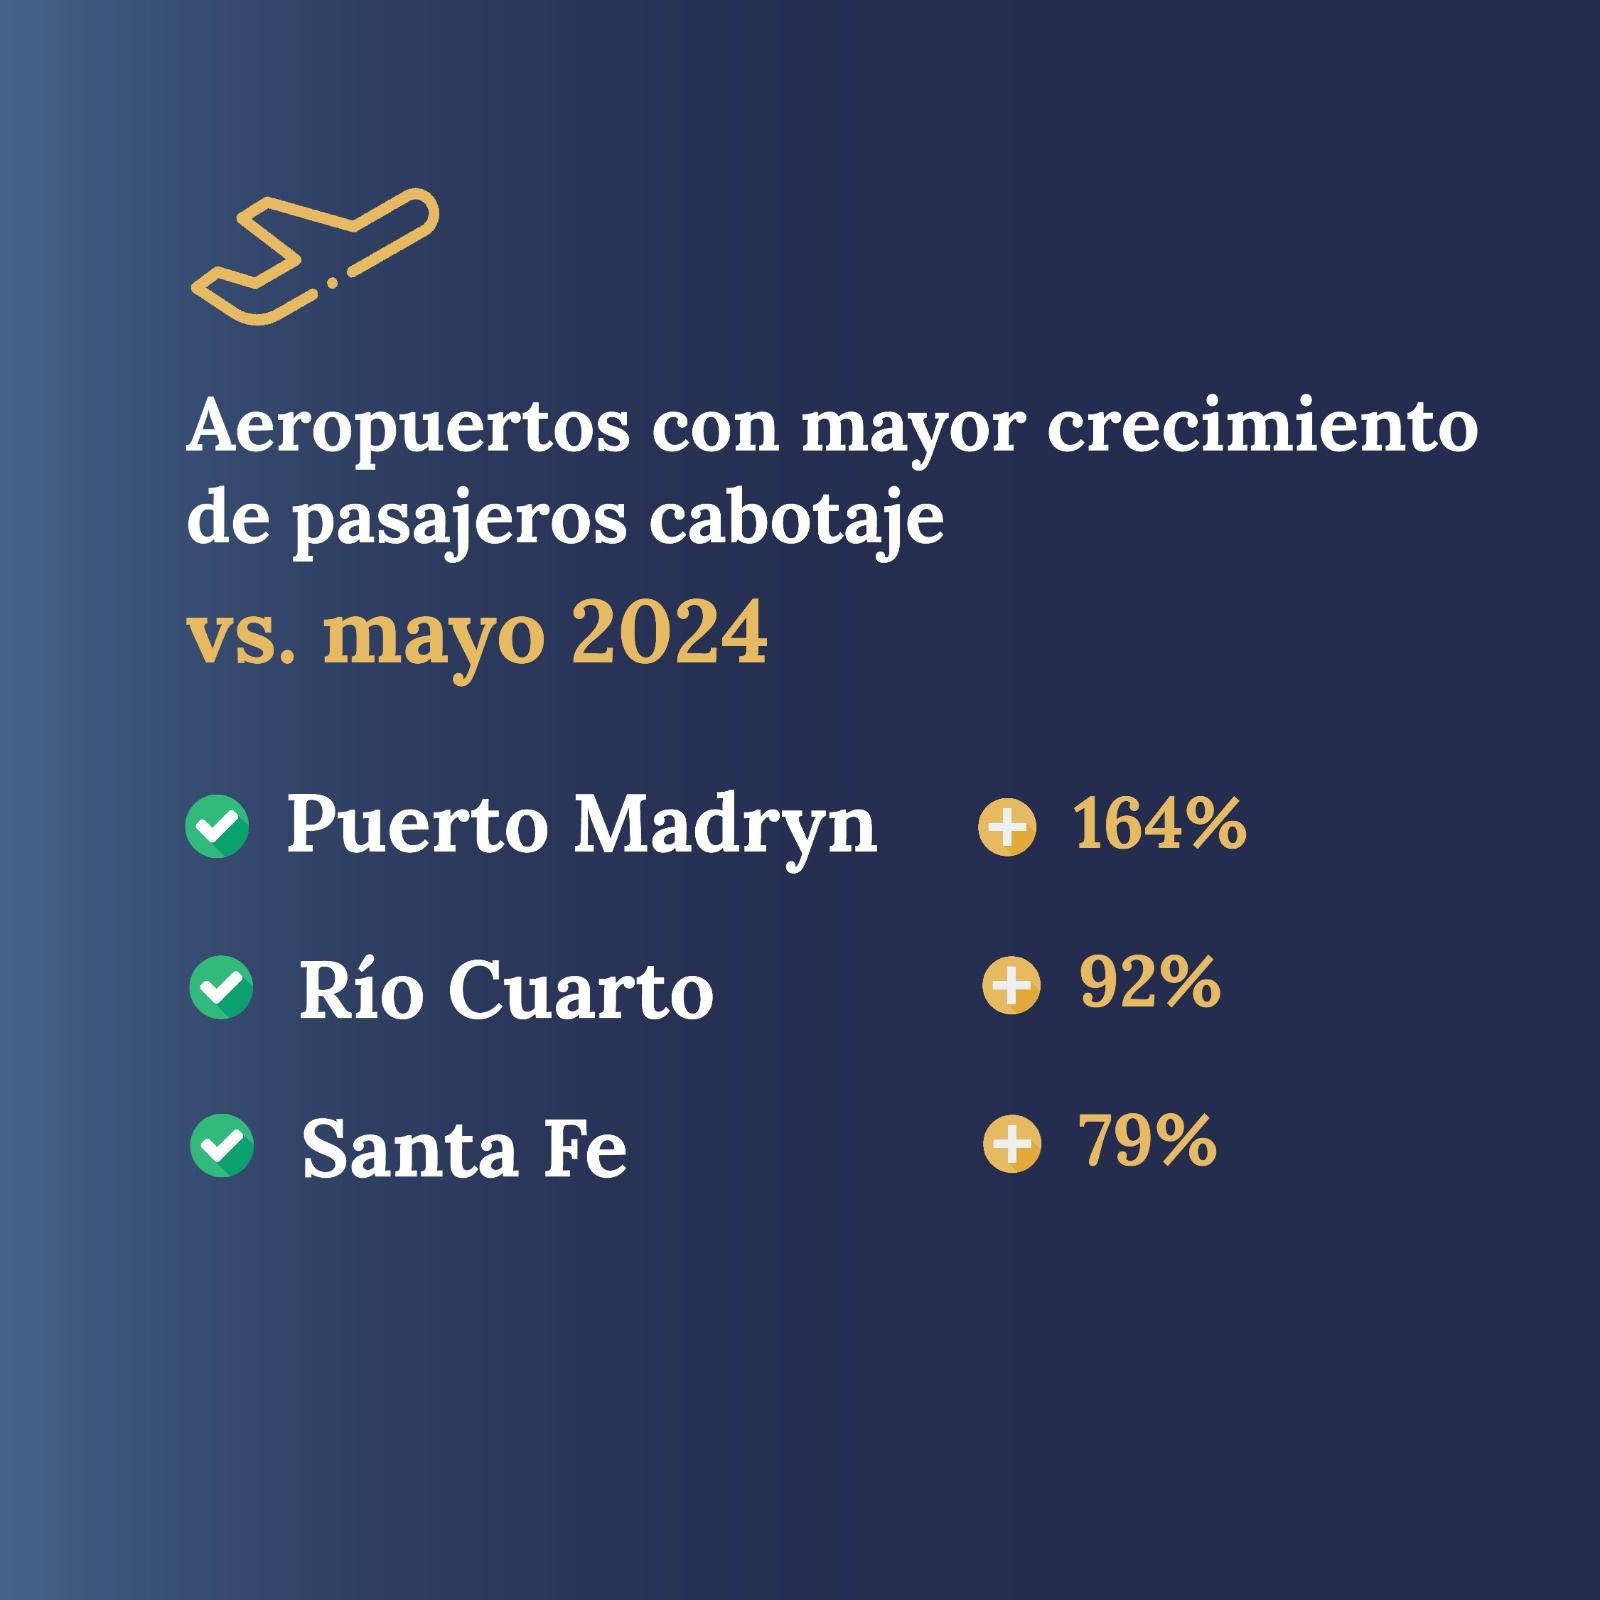 Aeropuertos con mayor crecimiento
de pasajeros cabotaje
vs. mayo 2024
Puerto Madryn + 164%
Río Cuarto + 92%
Santa Fe + 79%